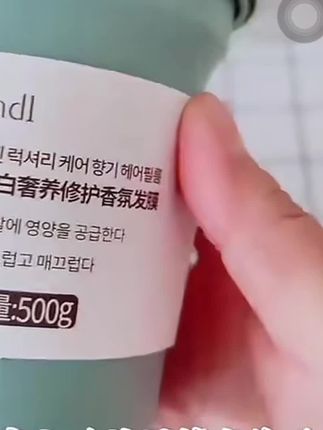 ndl
럭셔리 케어 향기 헤어필름
白奢养修护香氛发膜
에 영양을 공급한다
럽고 매끄럽다
量:500g